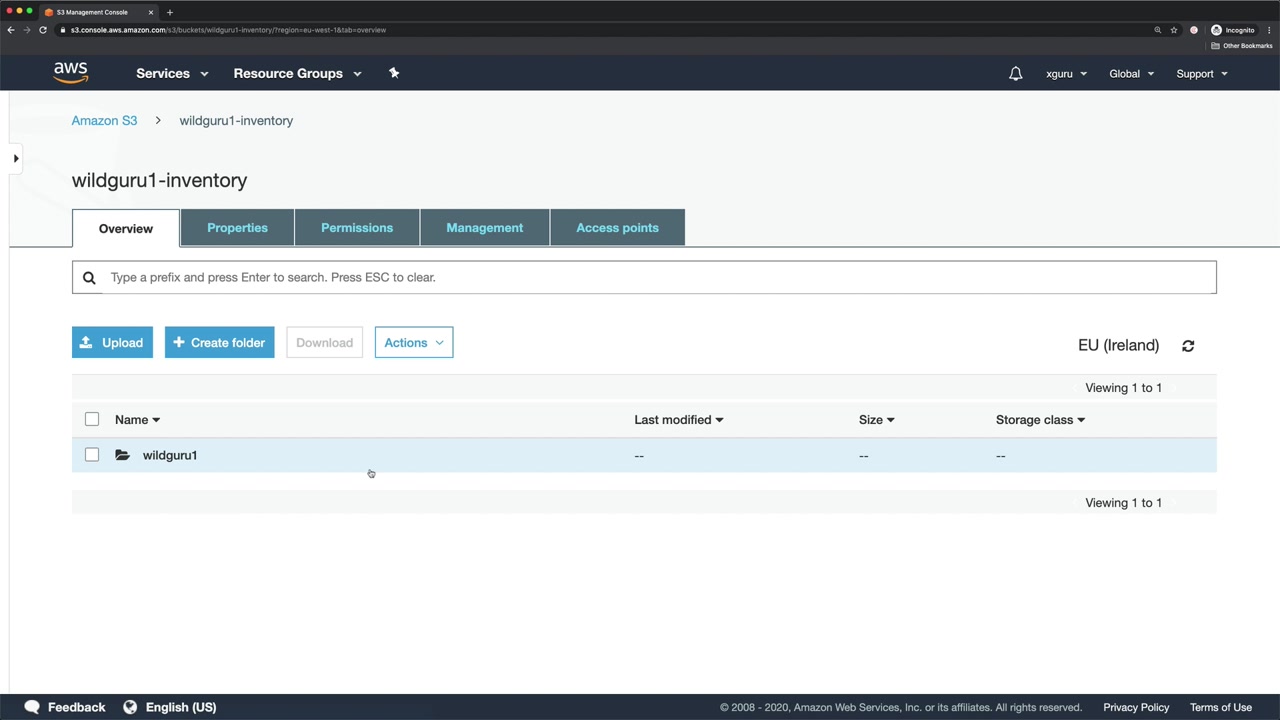 S3 Management Console
s3.console.aws.amazon.com/s3/buckets/wildguru1-inventory/?region=eu-west-1&tab=overview
Incognito
Other Bookmarks
aws
Services
Resource Groups
xguru
Global
Support
Amazon S3 > wildguru1-inventory
wildguru1-inventory
Overview
Properties
Permissions
Management
Access points
Type a prefix and press Enter to search. Press ESC to clear.
Upload
+ Create folder
Download
Actions
EU (Ireland)
Viewing 1 to 1
Name
Last modified
Size
Storage class
wildguru1
--
--
--
Viewing 1 to 1
Feedback
English (US)
© 2008 - 2020, Amazon Web Services, Inc. or its affiliates. All rights reserved.
Privacy Policy
Terms of Use